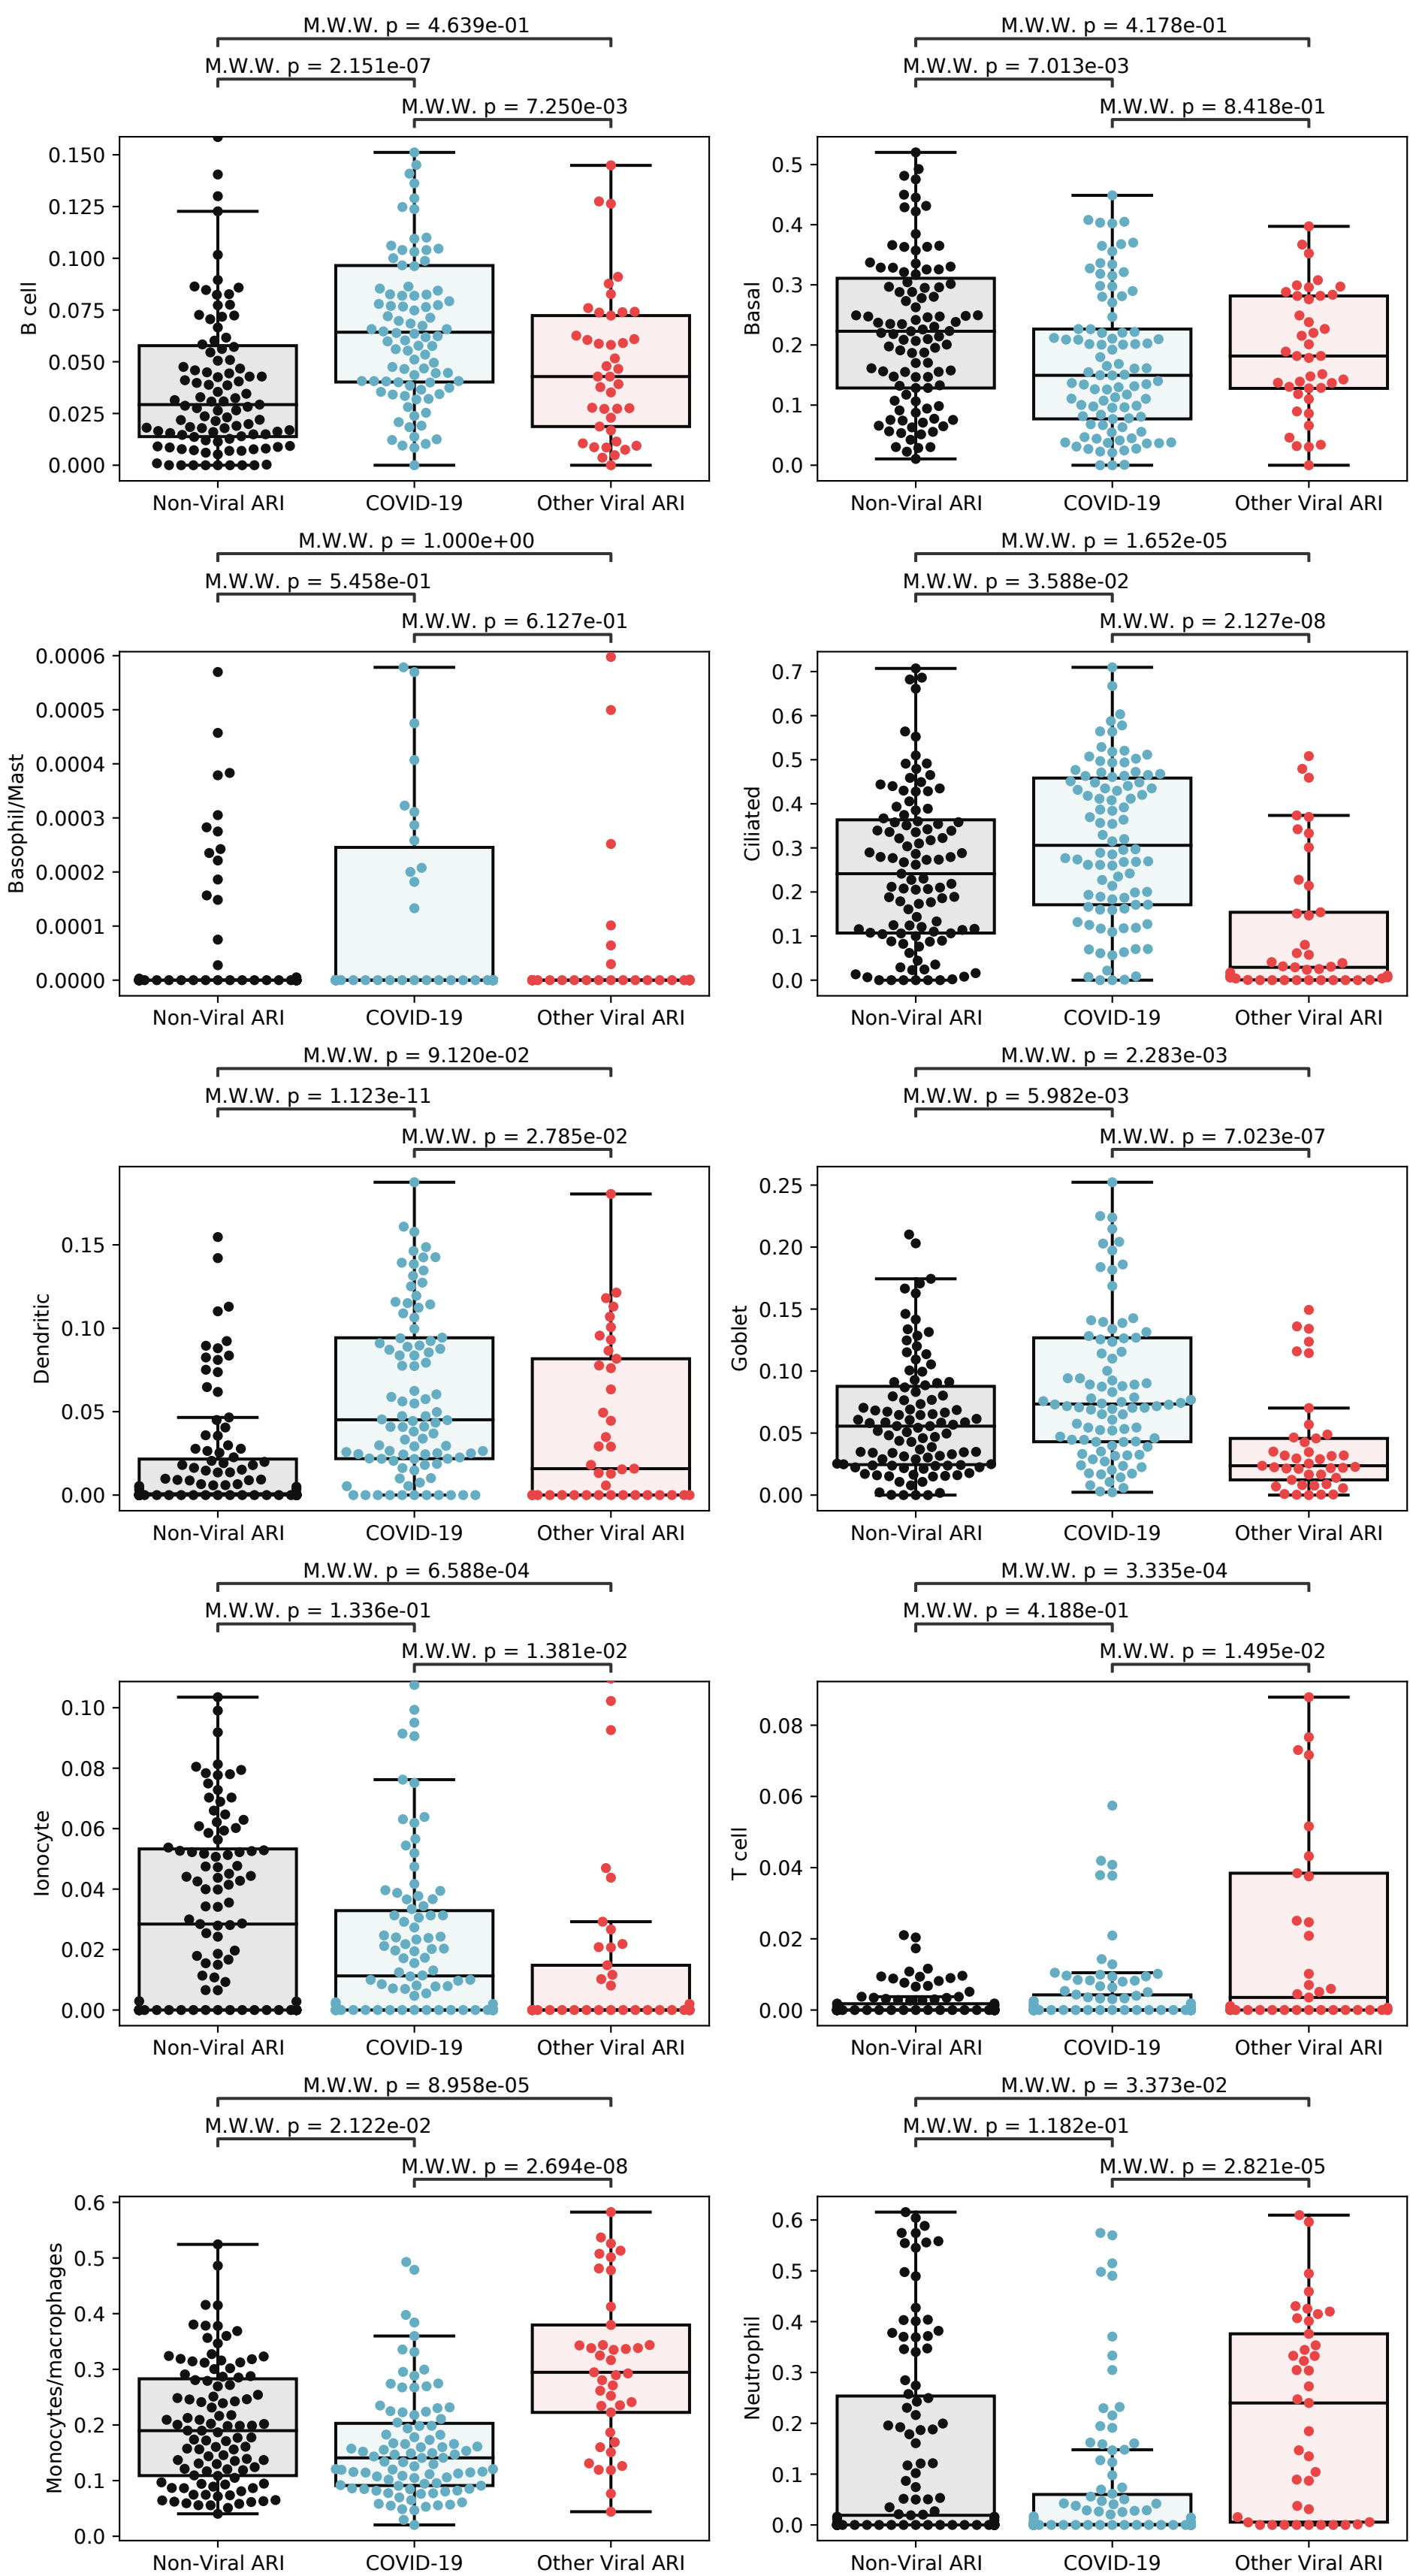 M.W.W. p = 4.639e-01
M.W.W. p = 2.151e-07
M.W.W. p = 7.250e-03
B cell
0.150
0.125
0.100
0.075
0.050
0.025
0.000
Non-Viral ARI COVID-19 Other Viral ARI
M.W.W. p = 4.178e-01
M.W.W. p = 7.013e-03
M.W.W. p = 8.418e-01
Basal
0.5
0.4
0.3
0.2
0.1
0.0
Non-Viral ARI COVID-19 Other Viral ARI
M.W.W. p = 1.000e+00
M.W.W. p = 5.458e-01
M.W.W. p = 6.127e-01
Basophil/Mast
0.0006
0.0005
0.0004
0.0003
0.0002
0.0001
0.0000
Non-Viral ARI COVID-19 Other Viral ARI
M.W.W. p = 1.652e-05
M.W.W. p = 3.588e-02
M.W.W. p = 2.127e-08
Ciliated
0.7
0.6
0.5
0.4
0.3
0.2
0.1
0.0
Non-Viral ARI COVID-19 Other Viral ARI
M.W.W. p = 9.120e-02
M.W.W. p = 1.123e-11
M.W.W. p = 2.785e-02
Dendritic
0.15
0.10
0.05
0.00
Non-Viral ARI COVID-19 Other Viral ARI
M.W.W. p = 2.283e-03
M.W.W. p = 5.982e-03
M.W.W. p = 7.023e-07
Goblet
0.25
0.20
0.15
0.10
0.05
0.00
Non-Viral ARI COVID-19 Other Viral ARI
M.W.W. p = 6.588e-04
M.W.W. p = 1.336e-01
M.W.W. p = 1.381e-02
Ionocyte
0.10
0.08
0.06
0.04
0.02
0.00
Non-Viral ARI COVID-19 Other Viral ARI
M.W.W. p = 3.335e-04
M.W.W. p = 4.188e-01
M.W.W. p = 1.495e-02
T cell
0.08
0.06
0.04
0.02
0.00
Non-Viral ARI COVID-19 Other Viral ARI
M.W.W. p = 8.958e-05
M.W.W. p = 2.122e-02
M.W.W. p = 2.694e-08
Monocytes/macrophages
0.6
0.5
0.4
0.3
0.2
0.1
0.0
Non-Viral ARI COVID-19 Other Viral ARI
M.W.W. p = 3.373e-02
M.W.W. p = 1.182e-01
M.W.W. p = 2.821e-05
Neutrophil
0.6
0.5
0.4
0.3
0.2
0.1
0.0
Non-Viral ARI COVID-19 Other Viral ARI